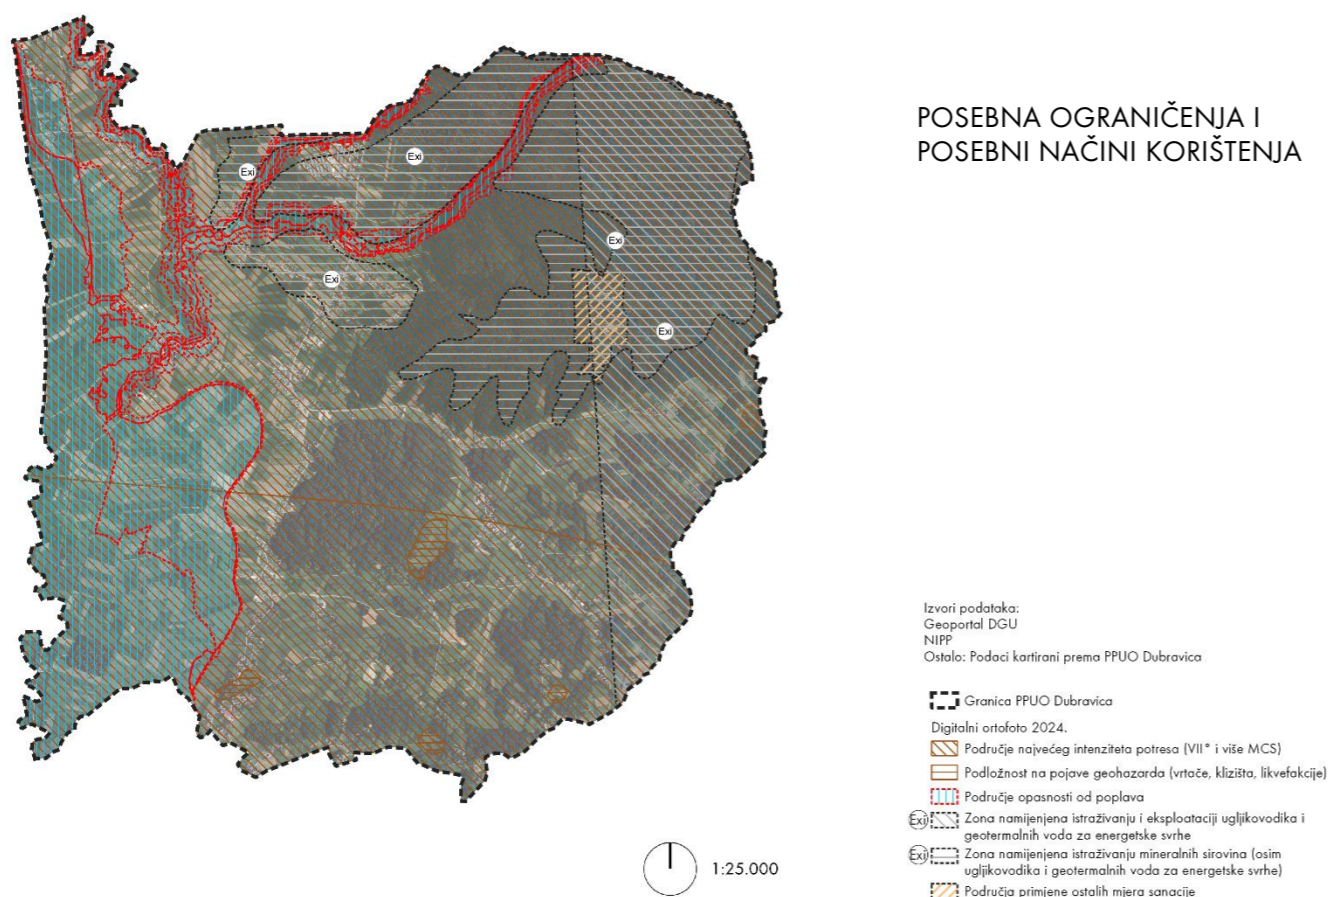 POSEBNA OGRANIČENJA I
POSEBNI NAČINI KORIŠTENJA
Exi
Exi
Exi
Exi
Exi
Izvori podataka:
Geoportal DGU
NIPP
Ostalo: Podaci kartirani prema PPUO Dubravica
Granica PPUO Dubravica
Digitalni ortofoto 2024.
Područje najvećeg intenziteta potresa (VII° i više MCS)
Podložnost na pojave geohazarda (vrtače, klizišta, likvefakcije)
Područje opasnosti od poplava
Exi Zona namijenjena istraživanju i eksploataciji ugljikovodika i
geotermalnih voda za energetske svrhe
Exi Zona namijenjena istraživanju mineralnih sirovina (osim
ugljikovodika i geotermalnih voda za energetske svrhe)
Područja primjene ostalih mjera sanacije
1:25.000